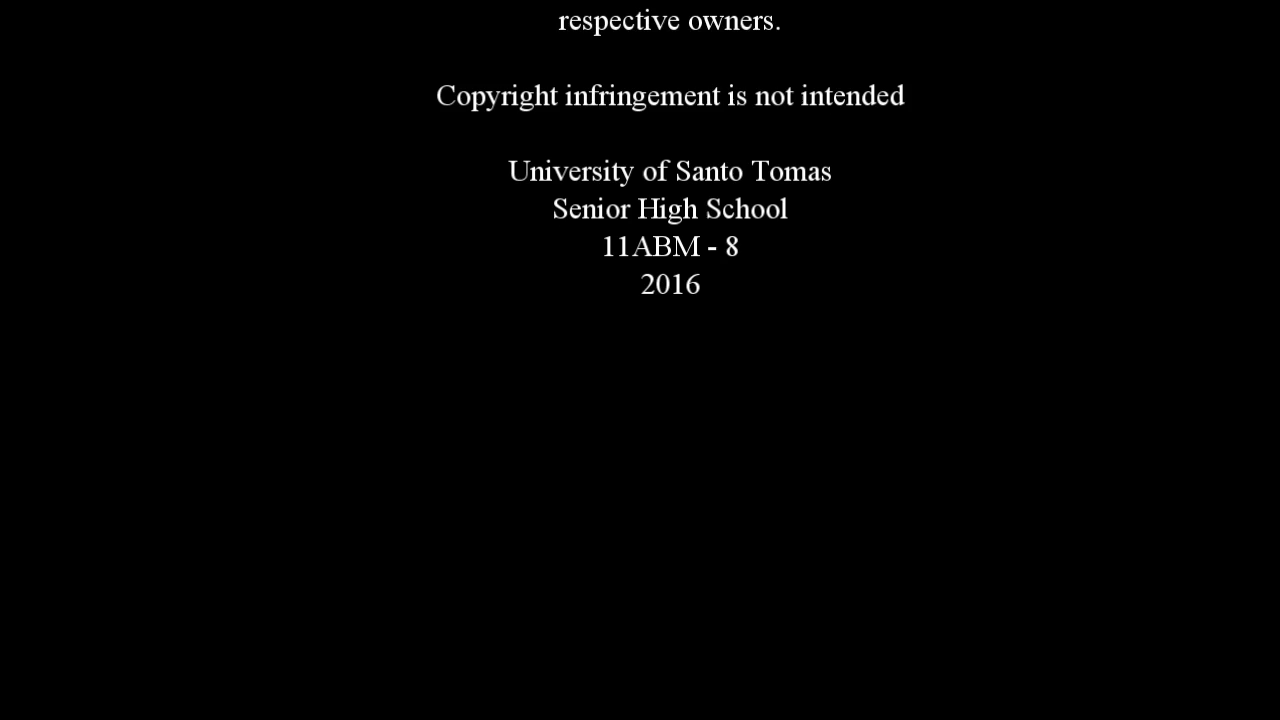 respective owners.
Copyright infringement is not intended
University of Santo Tomas
Senior High School
11ABM - 8
2016